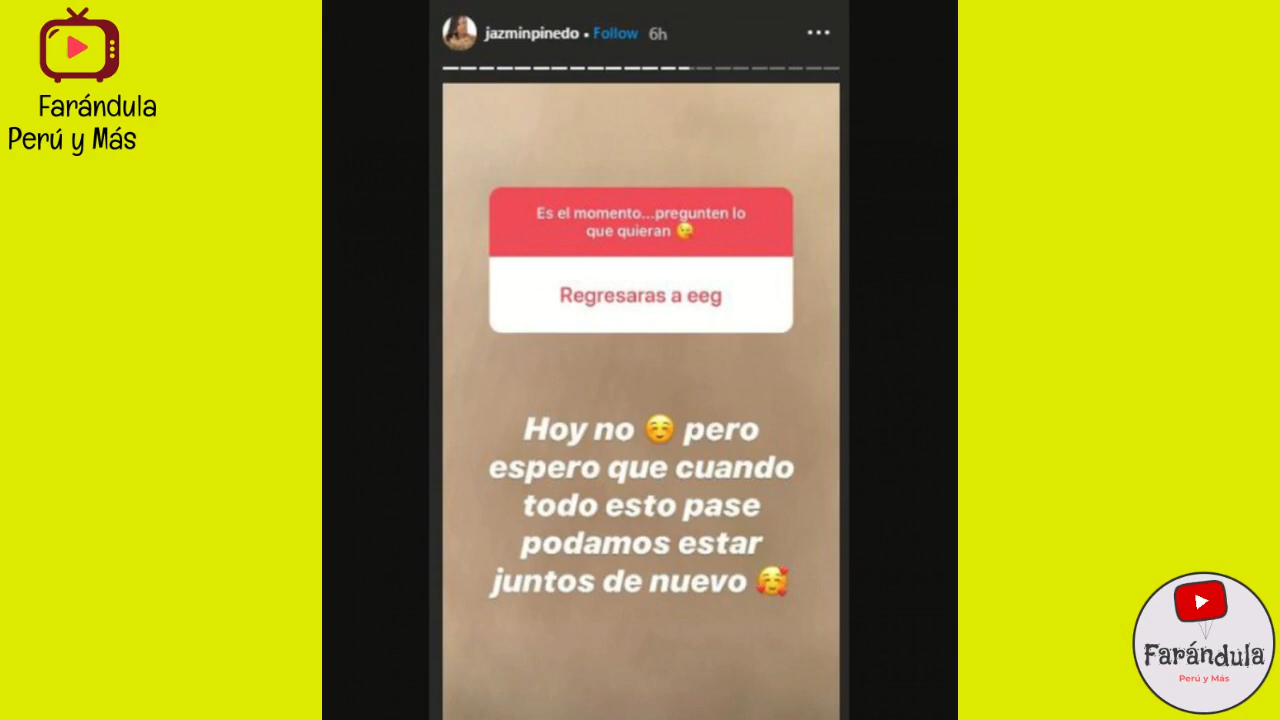 Farándula
Perú y Más
jazminpinedo • Follow 6h
Es el momento...pregunten lo
que quieran 😘
Regresaras a eeg
Hoy no ☺️ pero
espero que cuando
todo esto pase
podamos estar
juntos de nuevo 🥰
Farándula
Perú y Más